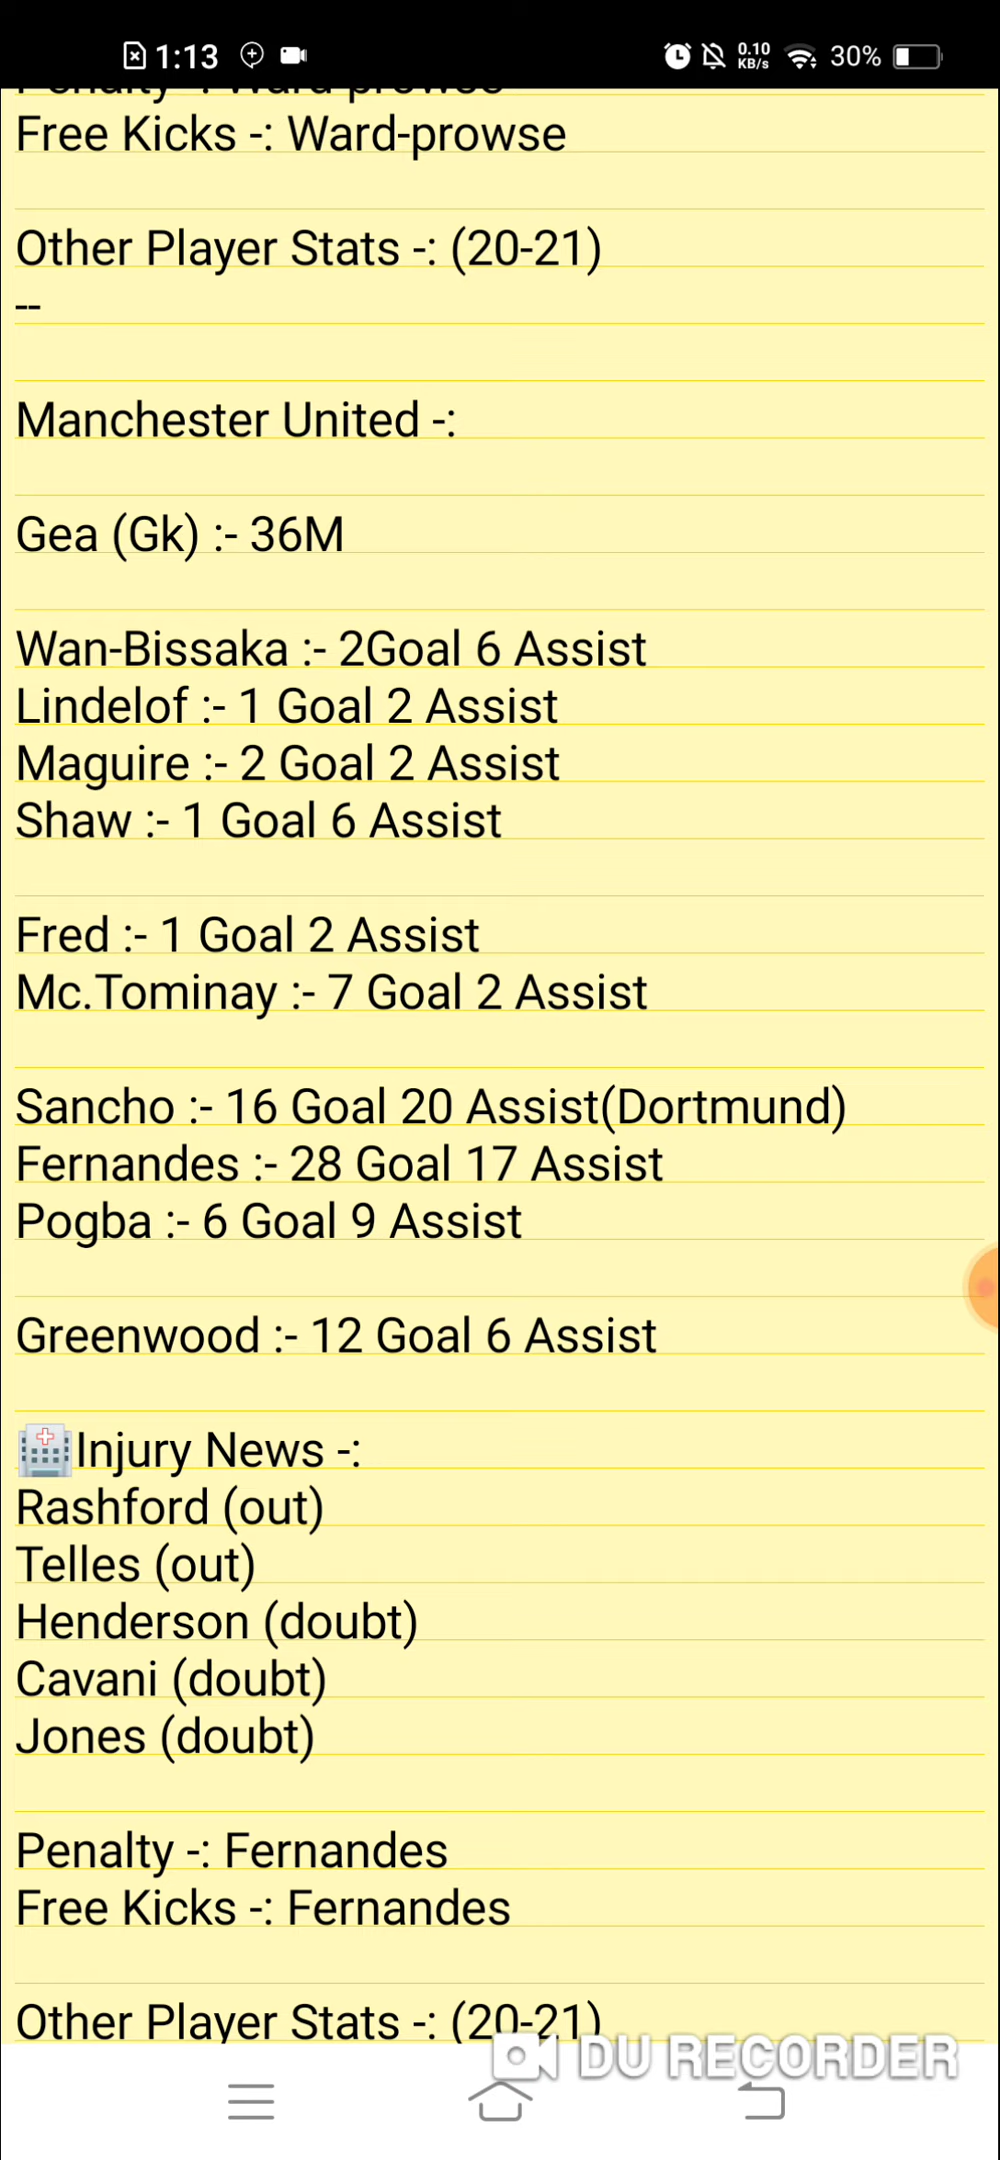 1:13 0.10 KB/s 30%
Penalty -: Ward-prowse
Free Kicks -: Ward-prowse
Other Player Stats -: (20-21)
--
Manchester United -:
Gea (Gk) :- 36M
Wan-Bissaka :- 2Goal 6 Assist
Lindelof :- 1 Goal 2 Assist
Maguire :- 2 Goal 2 Assist
Shaw :- 1 Goal 6 Assist
Fred :- 1 Goal 2 Assist
Mc.Tominay :- 7 Goal 2 Assist
Sancho :- 16 Goal 20 Assist(Dortmund)
Fernandes :- 28 Goal 17 Assist
Pogba :- 6 Goal 9 Assist
Greenwood :- 12 Goal 6 Assist
Injury News -:
Rashford (out)
Telles (out)
Henderson (doubt)
Cavani (doubt)
Jones (doubt)
Penalty -: Fernandes
Free Kicks -: Fernandes
Other Player Stats -: (20-21)
DU RECORDER